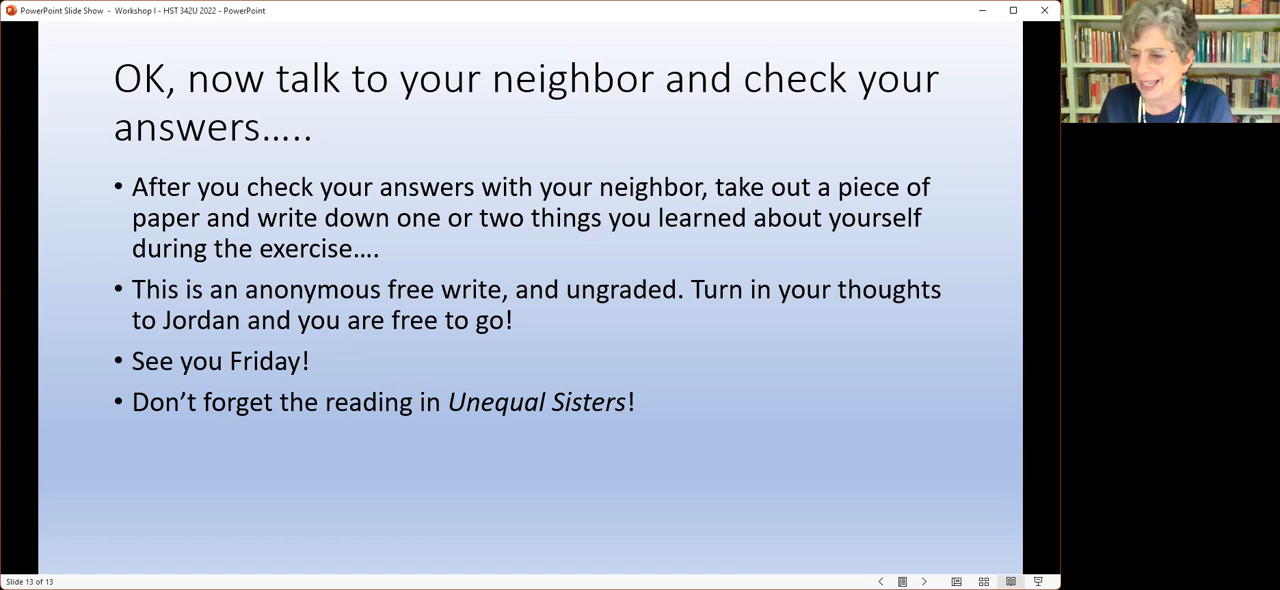 PowerPoint Slide Show - Workshop I - HST 342U 2022 - PowerPoint
OK, now talk to your neighbor and check your
answers…..
• After you check your answers with your neighbor, take out a piece of
paper and write down one or two things you learned about yourself
during the exercise….
• This is an anonymous free write, and ungraded. Turn in your thoughts
to Jordan and you are free to go!
• See you Friday!
• Don’t forget the reading in Unequal Sisters!
Slide 13 of 13